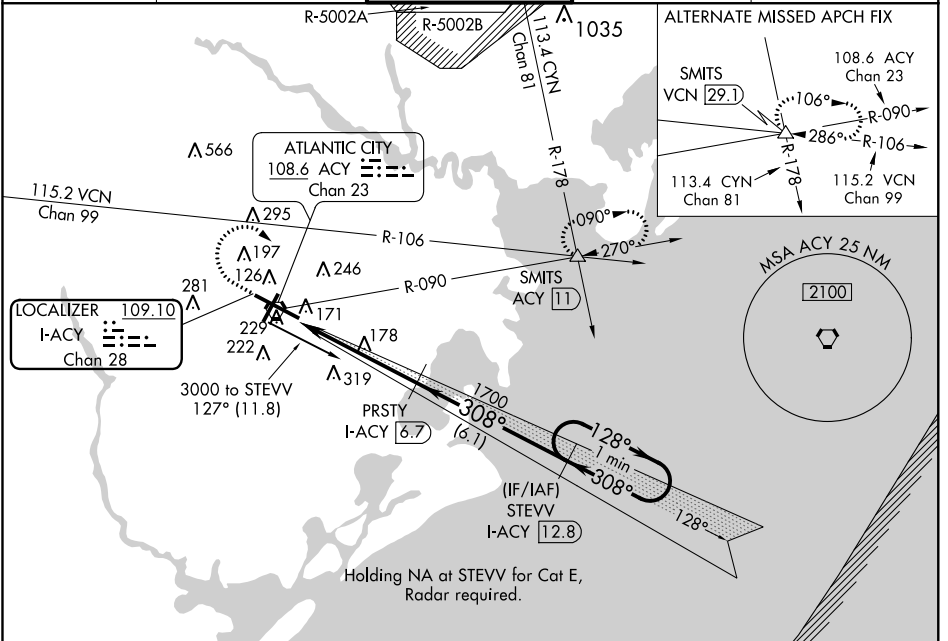 R-5002A
R-5002B
1035
113.4 CYN
Chan 81
R-178
ALTERNATE MISSED APCH FIX
SMITS
VCN 29.1
108.6 ACY
Chan 23
106°
R-090
286°
R-106
R-178
113.4 CYN
Chan 81
115.2 VCN
Chan 99
566
ATLANTIC CITY
108.6 ACY
Chan 23
115.2 VCN
Chan 99
295
R-106
090°
270°
197
126
246
R-090
SMITS
ACY 11
MSA ACY 25 NM
2100
281
LOCALIZER 109.10
I-ACY
Chan 28
229
171
222
178
319
3000 to STEVV
127° (11.8)
PRSTY
I-ACY 6.7
1700
308°
(6.1)
128°
1 min
308°
(IF/IAF)
STEVV
I-ACY 12.8
128°
Holding NA at STEVV for Cat E,
Radar required.